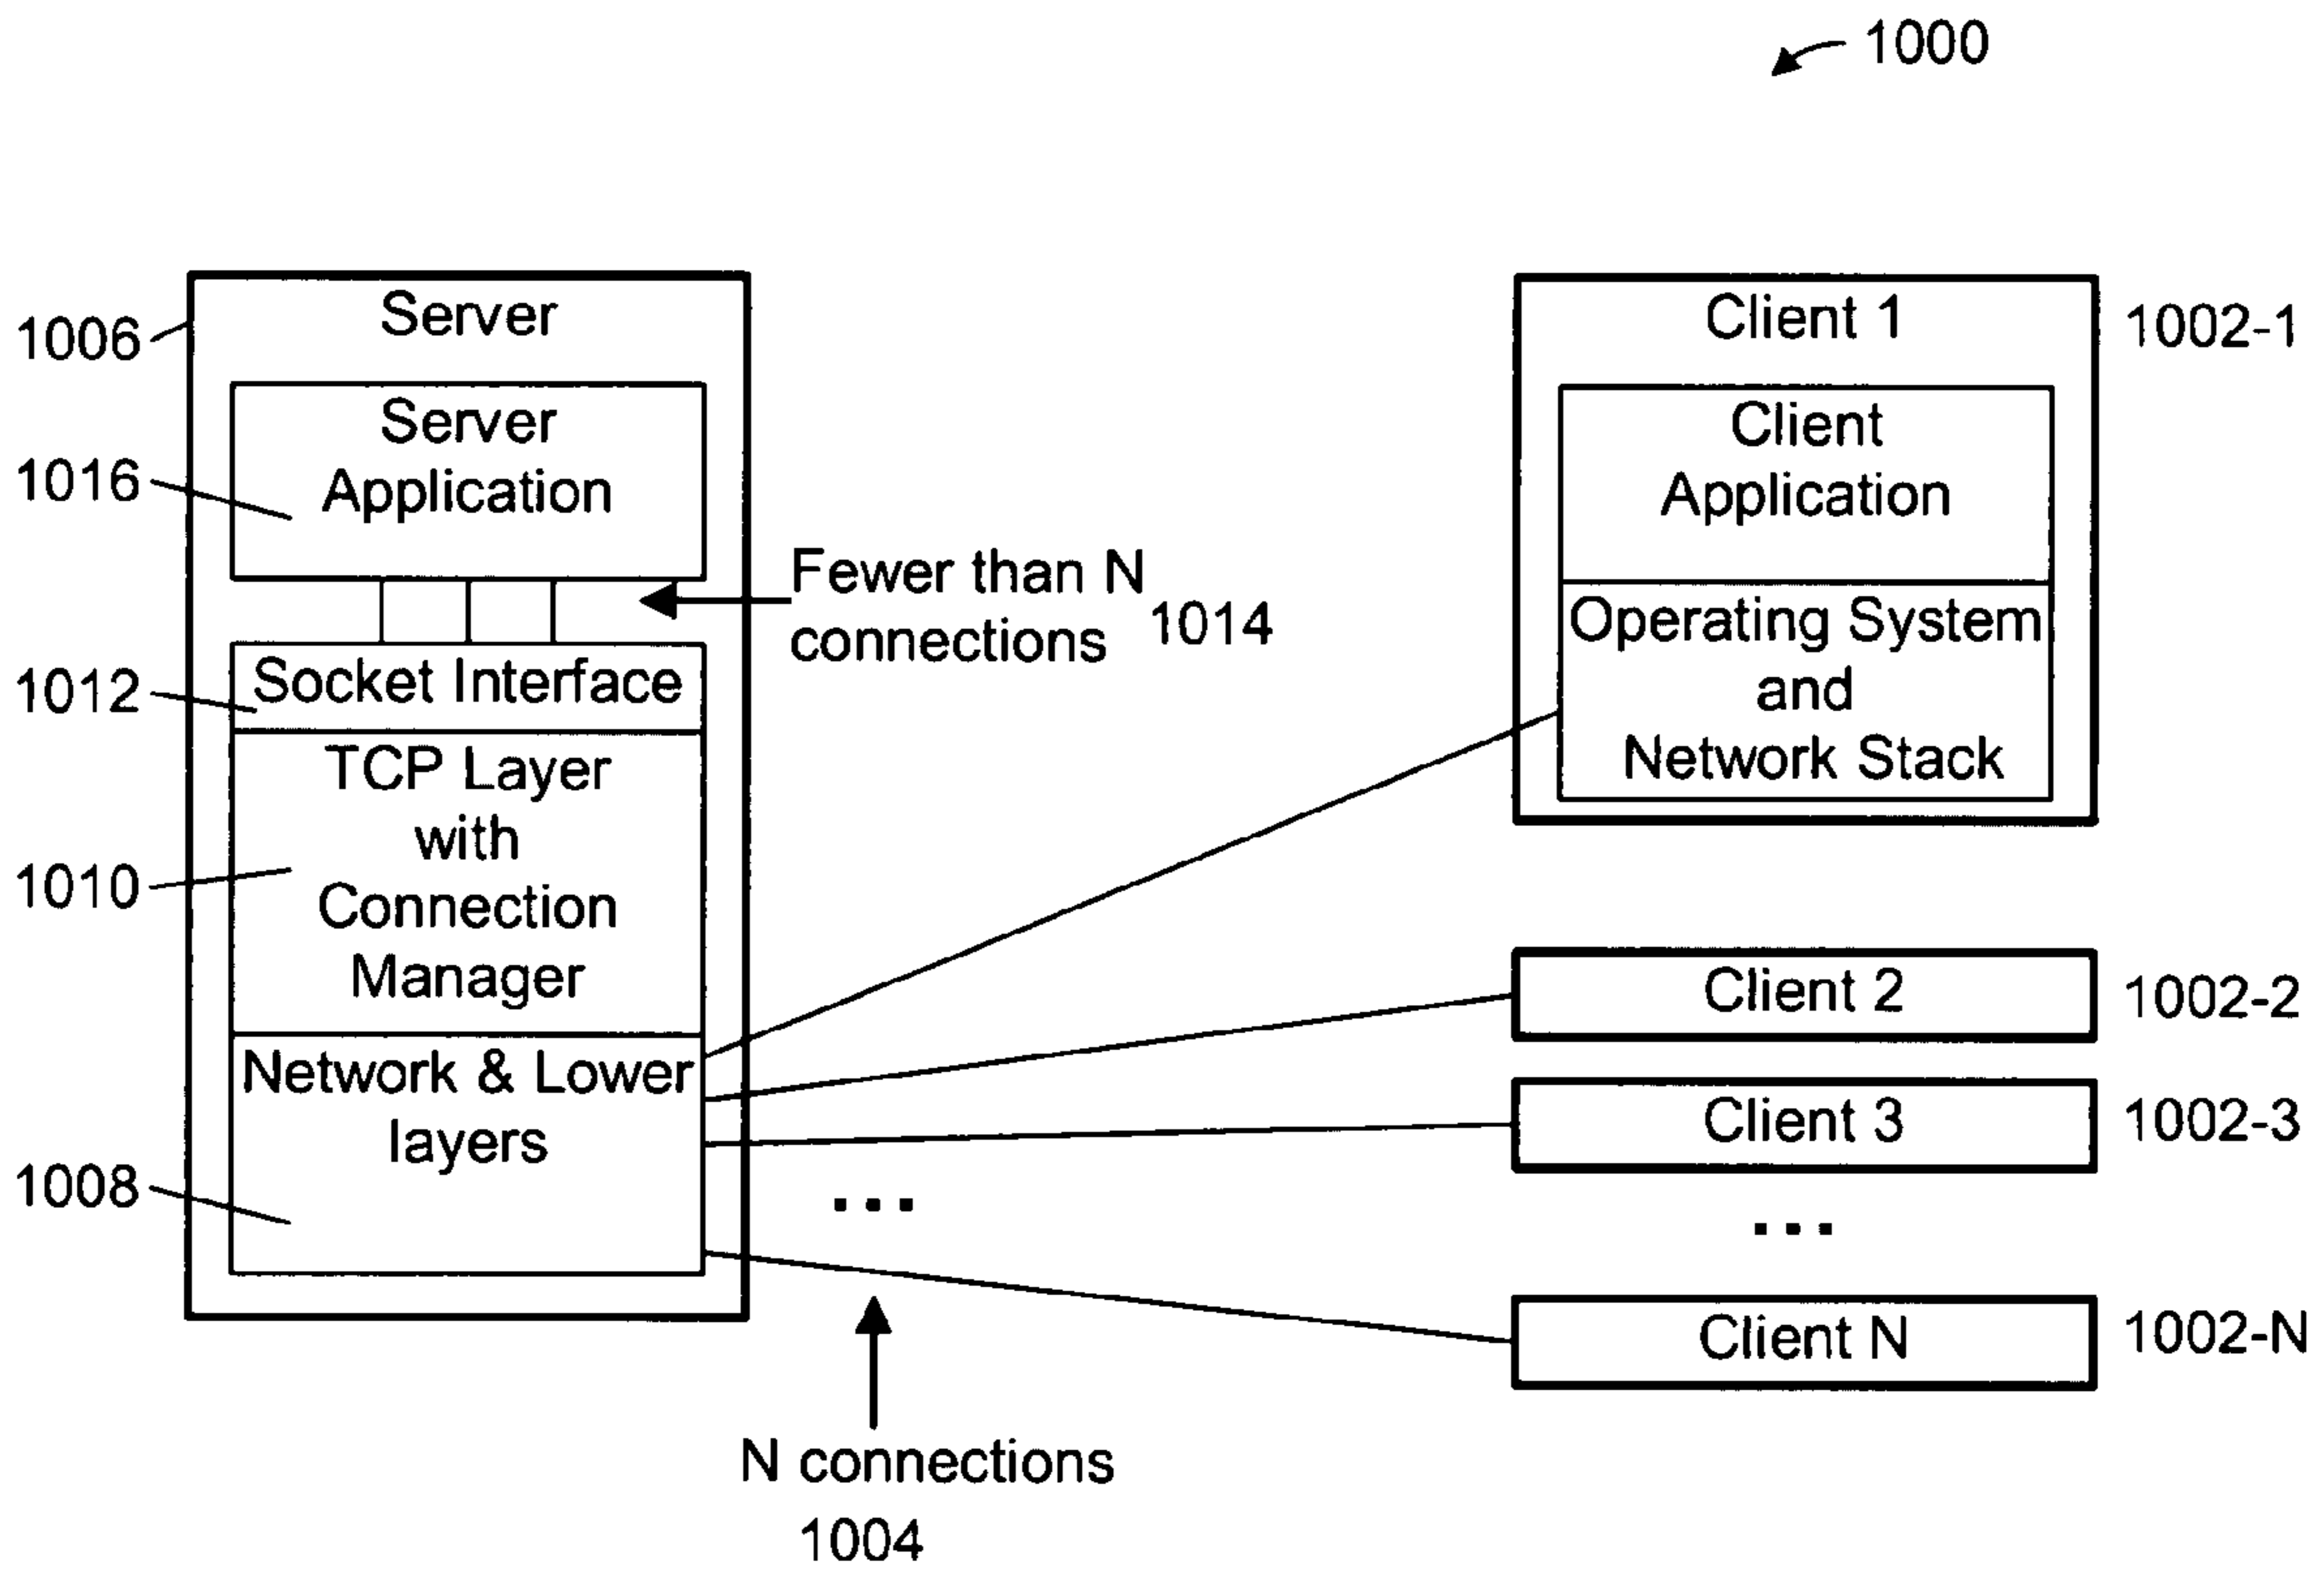 1000
1006
Server
Server
Application
1016
Fewer than N
connections
1014
1012
Socket Interface
TCP Layer
with
Connection
Manager
1010
Network & Lower
layers
1008
...
N connections
1004
Client 1
1002-1
Client
Application
Operating System
and
Network Stack
Client 2
1002-2
Client 3
1002-3
...
Client N
1002-N